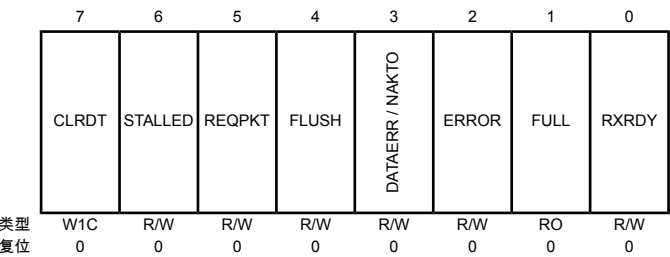 7 6 5 4 3 2 1 0
CLRDT STALLED REQPKT FLUSH DATAERR / NAKTO ERROR FULL RXRDY
类型 W1C R/W R/W R/W R/W R/W RO R/W
复位 0 0 0 0 0 0 0 0